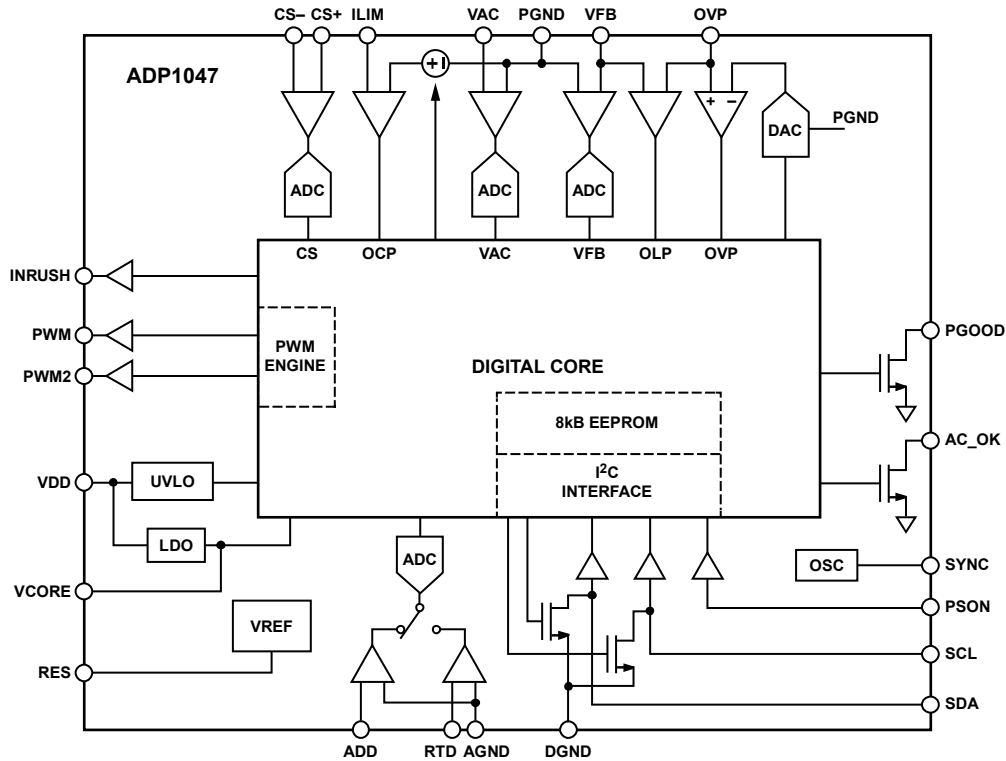 CS– CS+ ILIM VAC PGND VFB OVP
ADP1047
+ –
DAC
PGND
ADC
ADC
ADC
CS OCP VAC VFB OLP OVP
INRUSH
PWM
PWM2
PWM
ENGINE
DIGITAL CORE
8kB EEPROM
I²C
INTERFACE
PGOOD
AC_OK
VDD
UVLO
LDO
VCORE
ADC
VREF
RES
OSC
SYNC
PSON
SCL
SDA
ADD RTD AGND DGND